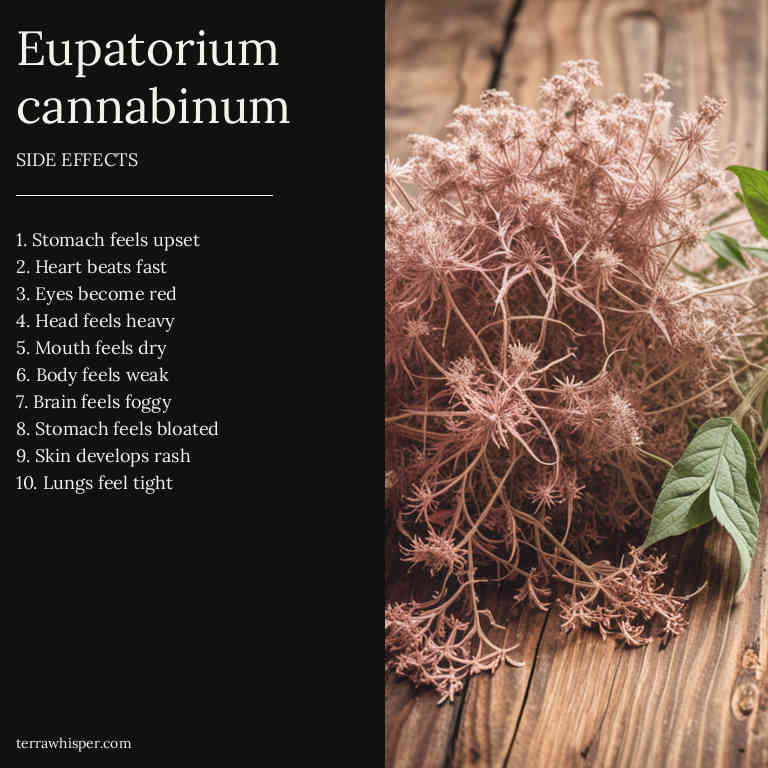 Eupatorium
cannabinum
SIDE EFFECTS
1. Stomach feels upset
2. Heart beats fast
3. Eyes become red
4. Head feels heavy
5. Mouth feels dry
6. Body feels weak
7. Brain feels foggy
8. Stomach feels bloated
9. Skin develops rash
10. Lungs feel tight
terrawhisper.com